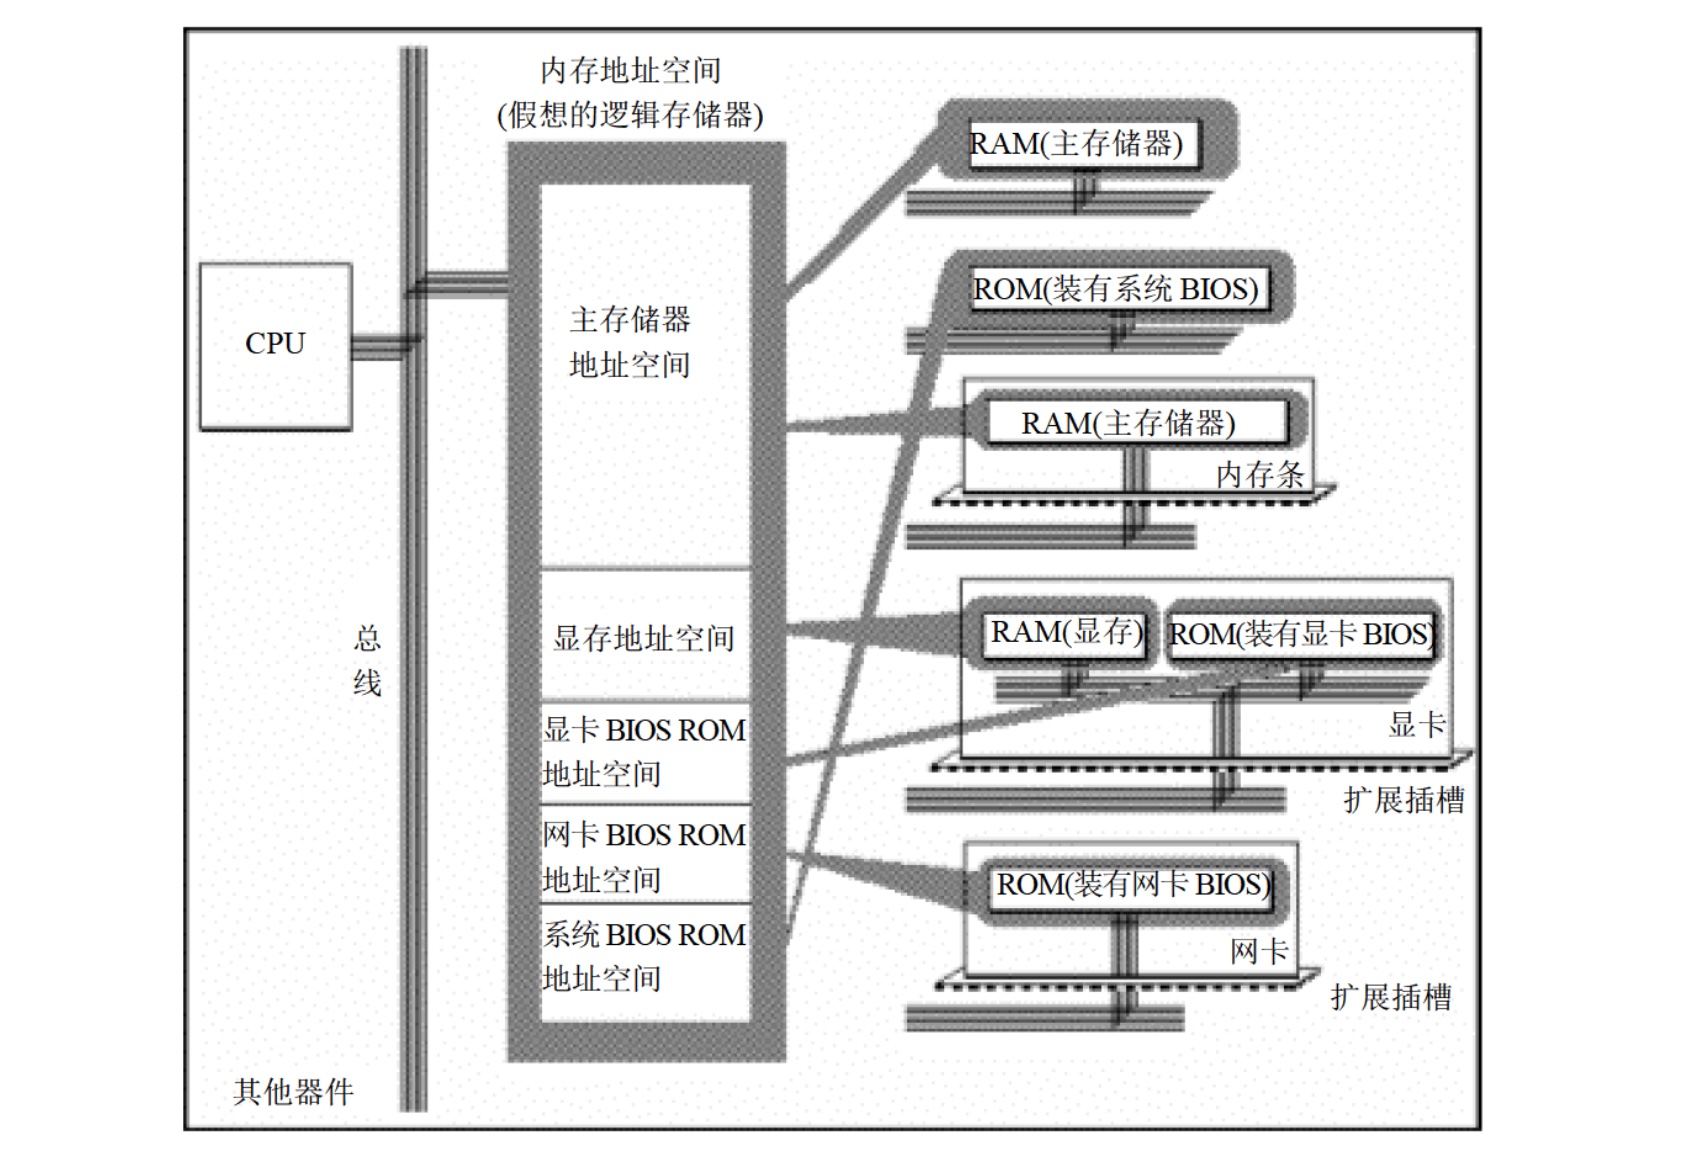 内存地址空间
(假想的逻辑存储器)
CPU
总
线
其他器件
主存储器
地址空间
显存地址空间
显卡 BIOS ROM
地址空间
网卡 BIOS ROM
地址空间
系统 BIOS ROM
地址空间
RAM(主存储器)
ROM(装有系统 BIOS)
RAM(主存储器)
内存条
RAM(显存)
ROM(装有显卡 BIOS)
显卡
扩展插槽
ROM(装有网卡 BIOS)
网卡
扩展插槽